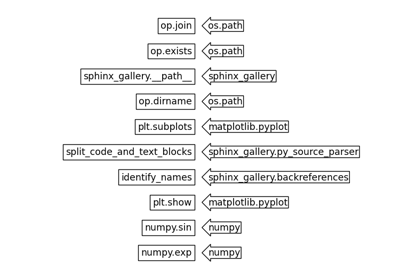 op.join os.path
op.exists os.path
sphinx_gallery.__path__ sphinx_gallery
op.dirname os.path
plt.subplots matplotlib.pyplot
split_code_and_text_blocks sphinx_gallery.py_source_parser
identify_names sphinx_gallery.backreferences
plt.show matplotlib.pyplot
numpy.sin numpy
numpy.exp numpy